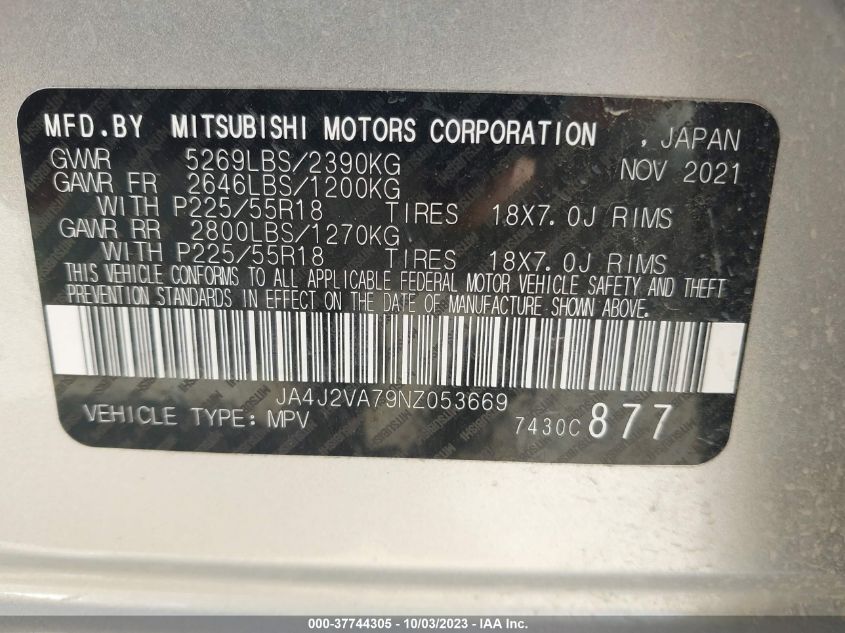 MFD.BY MITSUBISHI MOTORS CORPORATION , JAPAN
GVWR 5269LBS/2390KG NOV 2021
GAWR FR 2646LBS/1200KG
WITH P225/55R18 TIRES 18X7.0J RIMS
GAWR RR 2800LBS/1270KG
WITH P225/55R18 TIRES 18X7.0J RIMS
THIS VEHICLE CONFORMS TO ALL APPLICABLE FEDERAL MOTOR VEHICLE SAFETY AND THEFT
PREVENTION STANDARDS IN EFFECT ON THE DATE OF MANUFACTURE SHOWN ABOVE.
JA4J2VA79NZ053669
VEHICLE TYPE: MPV 7430C 877
000-37744305 - 10/03/2023 - IAA Inc.